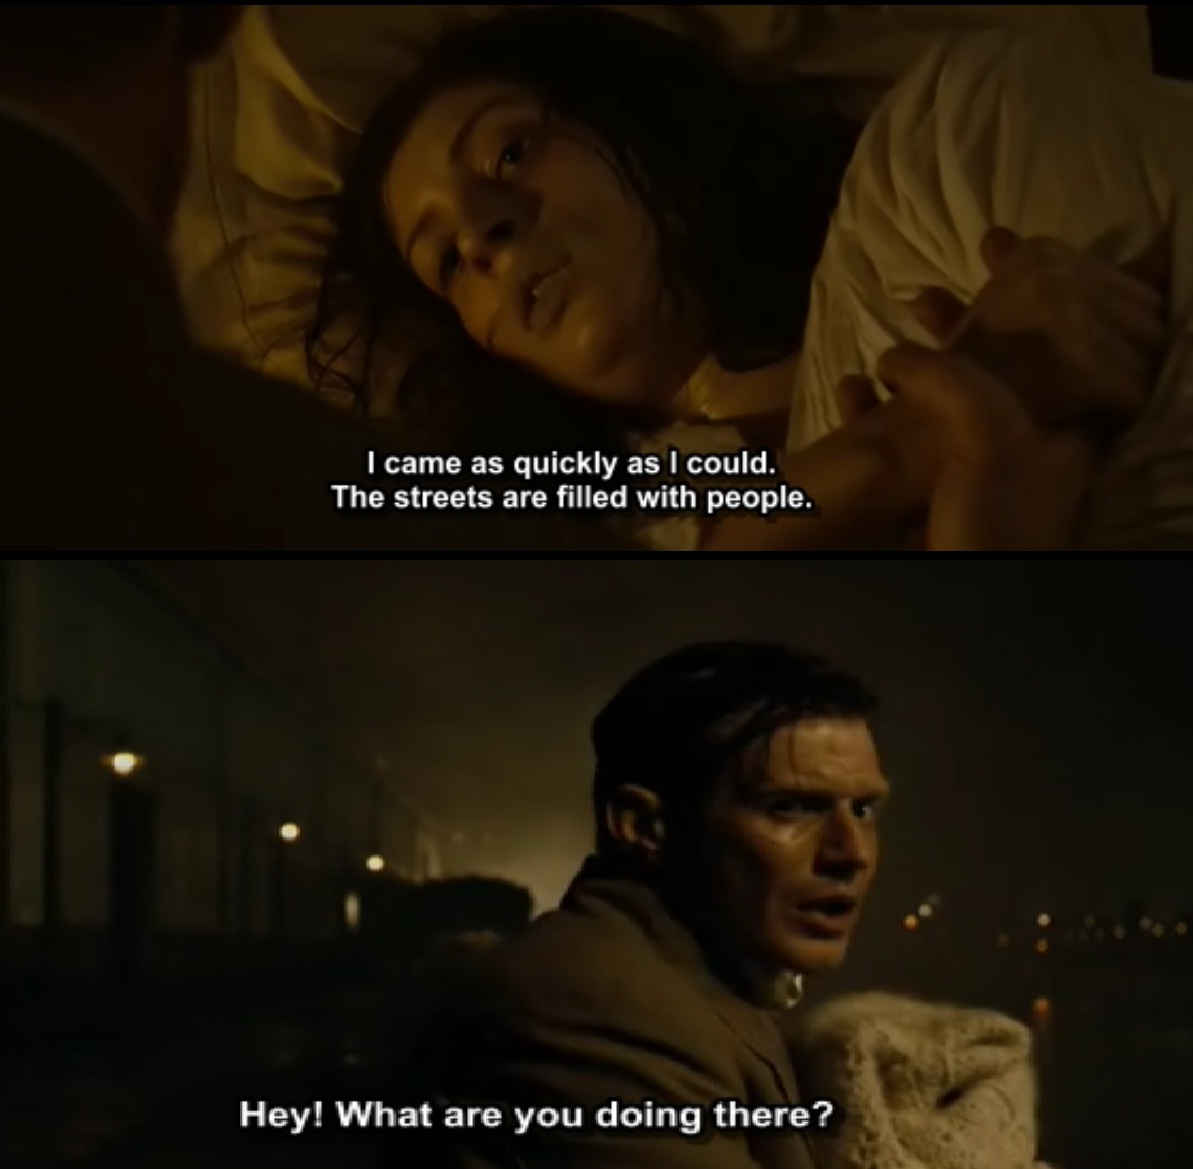 I came as quickly as I could.
The streets are filled with people.
Hey! What are you doing there?